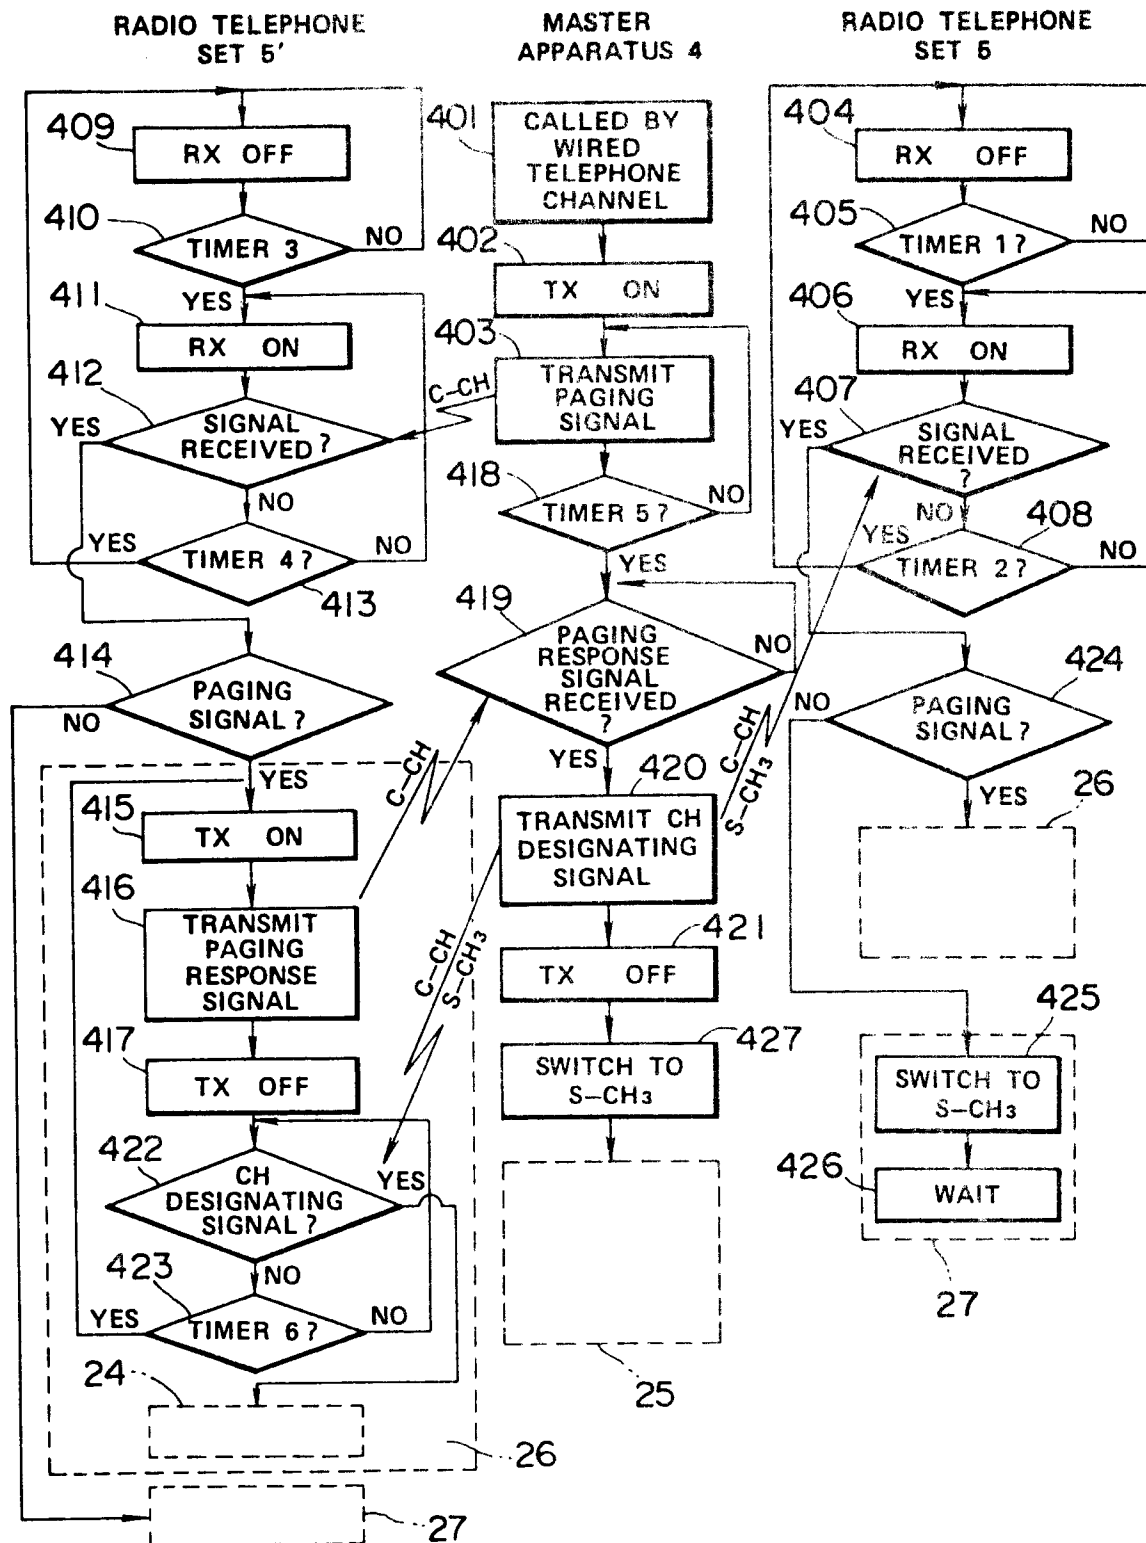 RADIO TELEPHONE
SET 5′
409
RX OFF
410
TIMER 3
NO
YES
411
RX ON
412
YES
SIGNAL
RECEIVED?
NO
YES
TIMER 4?
NO
413
414
PAGING
SIGNAL?
NO
YES
415
TX ON
416
TRANSMIT
PAGING
RESPONSE
SIGNAL
417
TX OFF
422
YES
CH
DESIGNATING
SIGNAL?
423
NO
YES
TIMER 6?
NO
24
26
27
MASTER
APPARATUS 4
401
CALLED BY
WIRED
TELEPHONE
CHANNEL
402
TX ON
403
C-CH
TRANSMIT
PAGING
SIGNAL
418
TIMER 5?
NO
YES
419
PAGING
RESPONSE
SIGNAL
RECEIVED
?
NO
C-CH
YES
420
C-CH
S-CH3
TRANSMIT CH
DESIGNATING
SIGNAL
C-CH
S-CH3
421
TX OFF
427
SWITCH TO
S-CH3
25
RADIO TELEPHONE
SET 5
404
RX OFF
405
TIMER 1?
NO
YES
406
RX ON
407
YES
SIGNAL
RECEIVED
?
NO
408
YES
TIMER 2?
NO
424
PAGING
SIGNAL?
NO
YES
26
425
SWITCH TO
S-CH3
426
WAIT
27